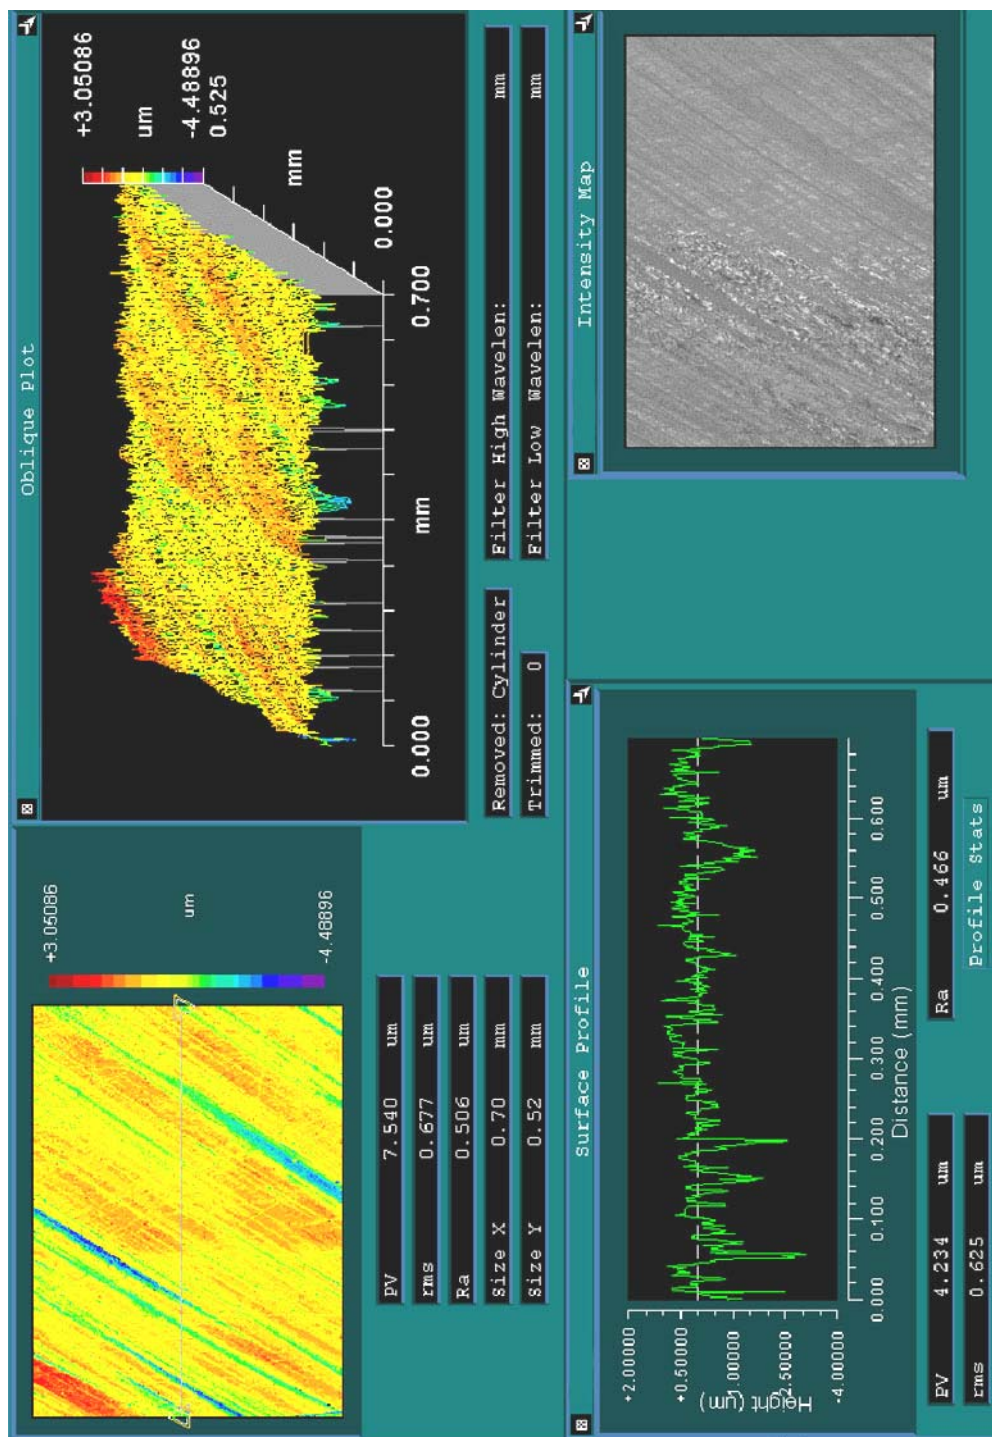 +3.05086
um
-4.48896
PV 7.540 um
rms 0.677 um
Ra 0.506 um
Size X 0.70 mm
Size Y 0.52 mm
Oblique Plot
+3.05086
um
-4.48896
0.525
mm
0.000
0.700
mm
0.000
Removed: Cylinder
Trimmed: 0
Filter High Wavelen: mm
Filter Low Wavelen: mm
Surface Profile
+2.00000
+0.50000
-1.00000
-2.50000
-4.00000
Height (um)
0.000 0.100 0.200 0.300 0.400 0.500 0.600
Distance (mm)
PV 4.234 um
rms 0.625 um
Ra 0.466 um
Profile Stats
Intensity Map